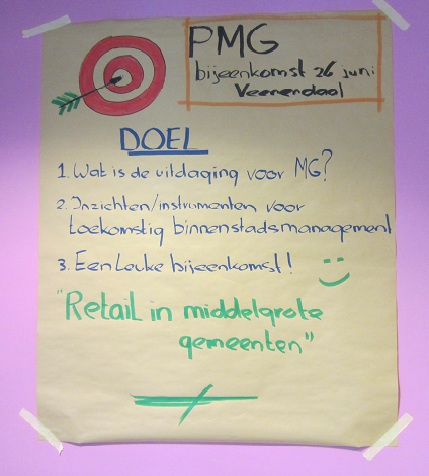 PMG
bijeenkomst 26 juni
Veenendaal
DOEL
1. Wat is de uitdaging voor MG?
2. Inzichten/instrumenten voor
toekomstig binnenstadsmanagement
3. Een leuke bijeenkomst!
"Retail in middelgrote
gemeenten"